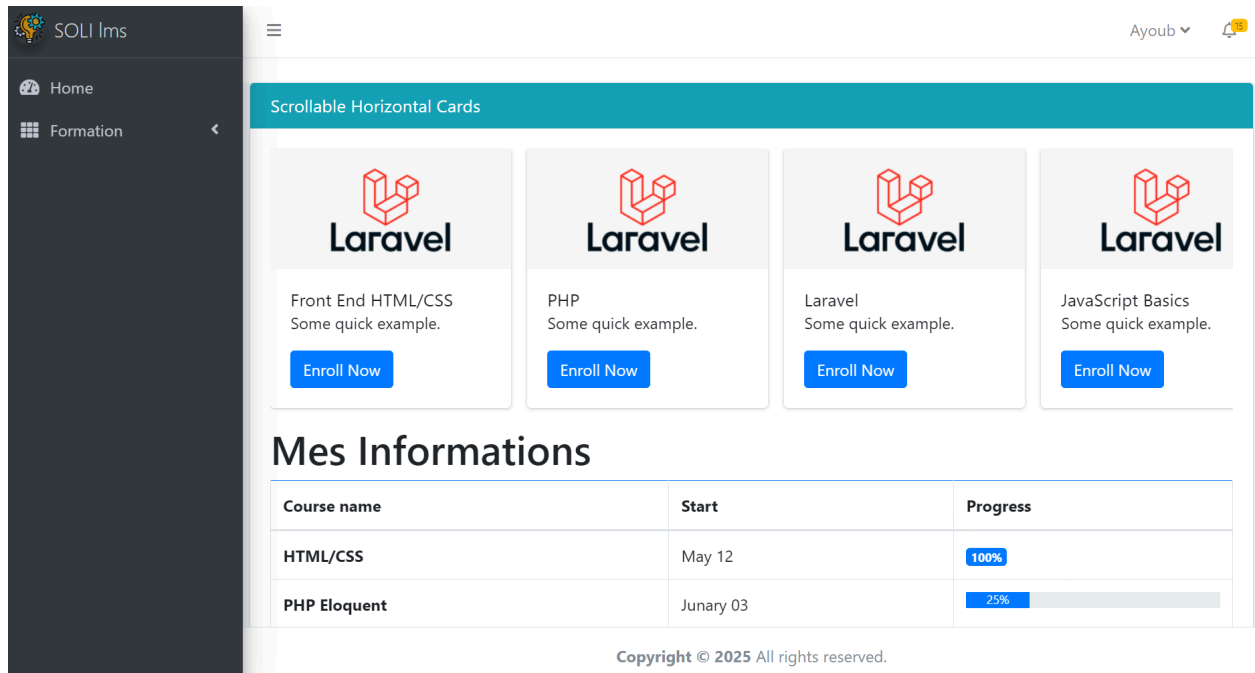 SOLI lms
Ayoub
15
Home
Formation
Scrollable Horizontal Cards
Laravel
Laravel
Laravel
Laravel
Front End HTML/CSS
Some quick example.
Enroll Now
PHP
Some quick example.
Enroll Now
Laravel
Some quick example.
Enroll Now
JavaScript Basics
Some quick example.
Enroll Now
Mes Informations
Course name Start Progress
HTML/CSS May 12 100%
PHP Eloquent Junary 03 25%
Copyright © 2025 All rights reserved.